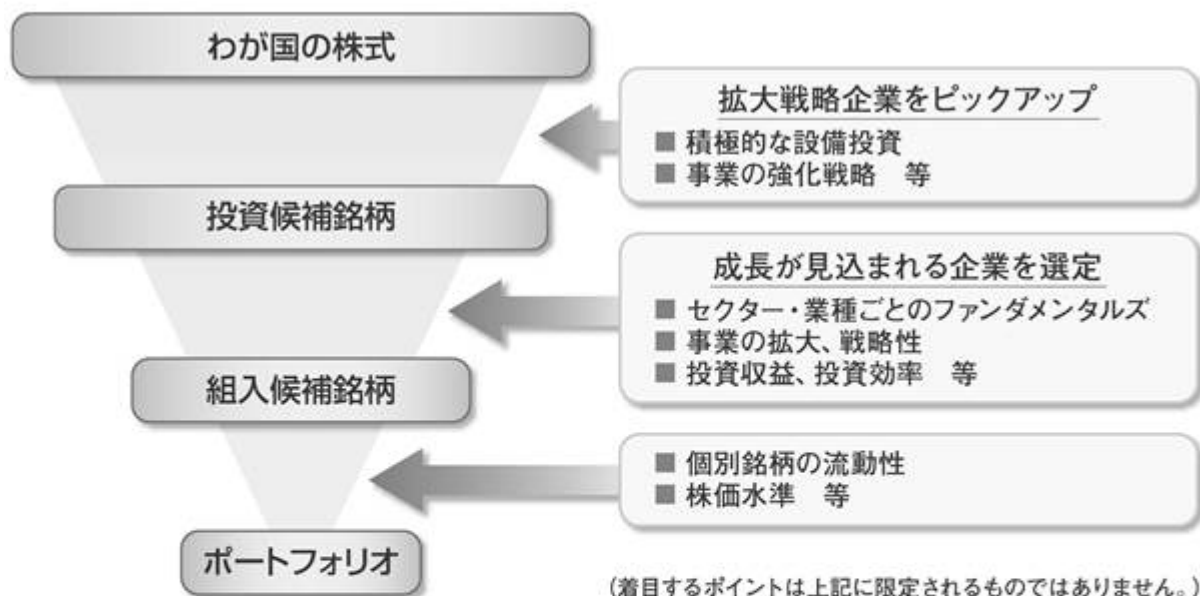 わが国の株式
拡大戦略企業をピックアップ
■ 積極的な設備投資
■ 事業の強化戦略　等
投資候補銘柄
成長が見込まれる企業を選定
■ セクター・業種ごとのファンダメンタルズ
■ 事業の拡大、戦略性
■ 投資収益、投資効率　等
組入候補銘柄
■ 個別銘柄の流動性
■ 株価水準　等
ポートフォリオ
(着目するポイントは上記に限定されるものではありません。)